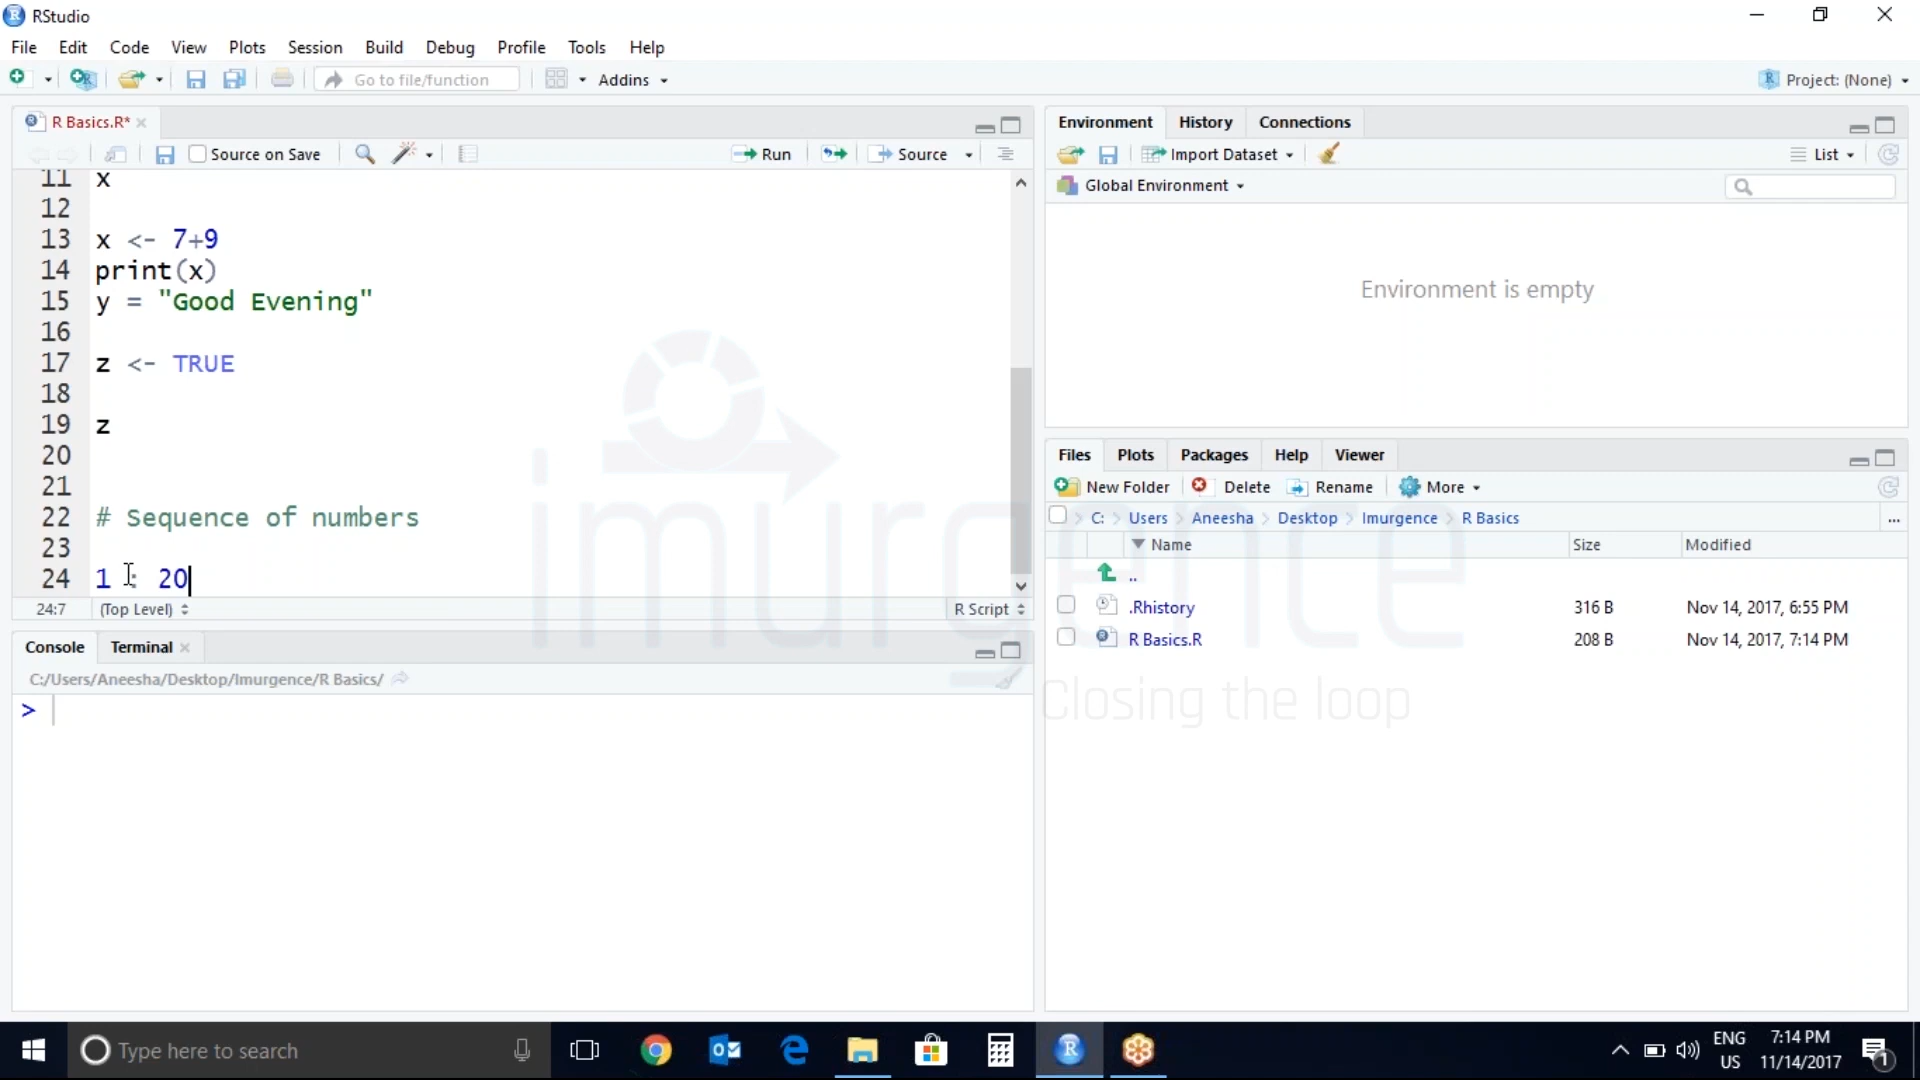 RStudio
File Edit Code View Plots Session Build Debug Profile Tools Help
Go to file/function Addins Project: (None)
R Basics.R*
Source on Save Run Source
11 x
12
13 x <- 7+9
14 print(x)
15 y = "Good Evening"
16
17 z <- TRUE
18
19 z
20
21
22 # Sequence of numbers
23
24 1 : 20
24:7 (Top Level) R Script
Console Terminal
C:/Users/Aneesha/Desktop/Imurgence/R Basics/
>
Environment History Connections
Import Dataset List
Global Environment
Environment is empty
Files Plots Packages Help Viewer
New Folder Delete Rename More
C: Users Aneesha Desktop Imurgence R Basics ...
Name Size Modified
..
.Rhistory 316 B Nov 14, 2017, 6:55 PM
R Basics.R 208 B Nov 14, 2017, 7:14 PM
imurgence
Closing the loop
Type here to search
ENG
US
7:14 PM
11/14/2017
1